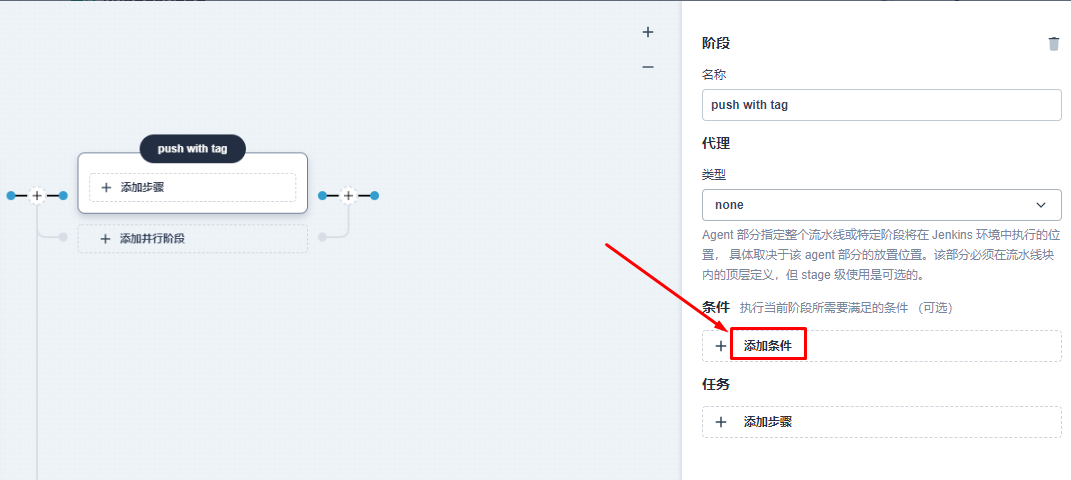 push with tag
添加步骤
添加并行阶段
阶段
名称
push with tag
代理
类型
none
Agent 部分指定整个流水线或特定阶段将在 Jenkins 环境中执行的位
置， 具体取决于该 agent 部分的放置位置。该部分必须在流水线块
内的顶层定义，但 stage 级使用是可选的。
条件 执行当前阶段所需要满足的条件 （可选）
添加条件
任务
添加步骤